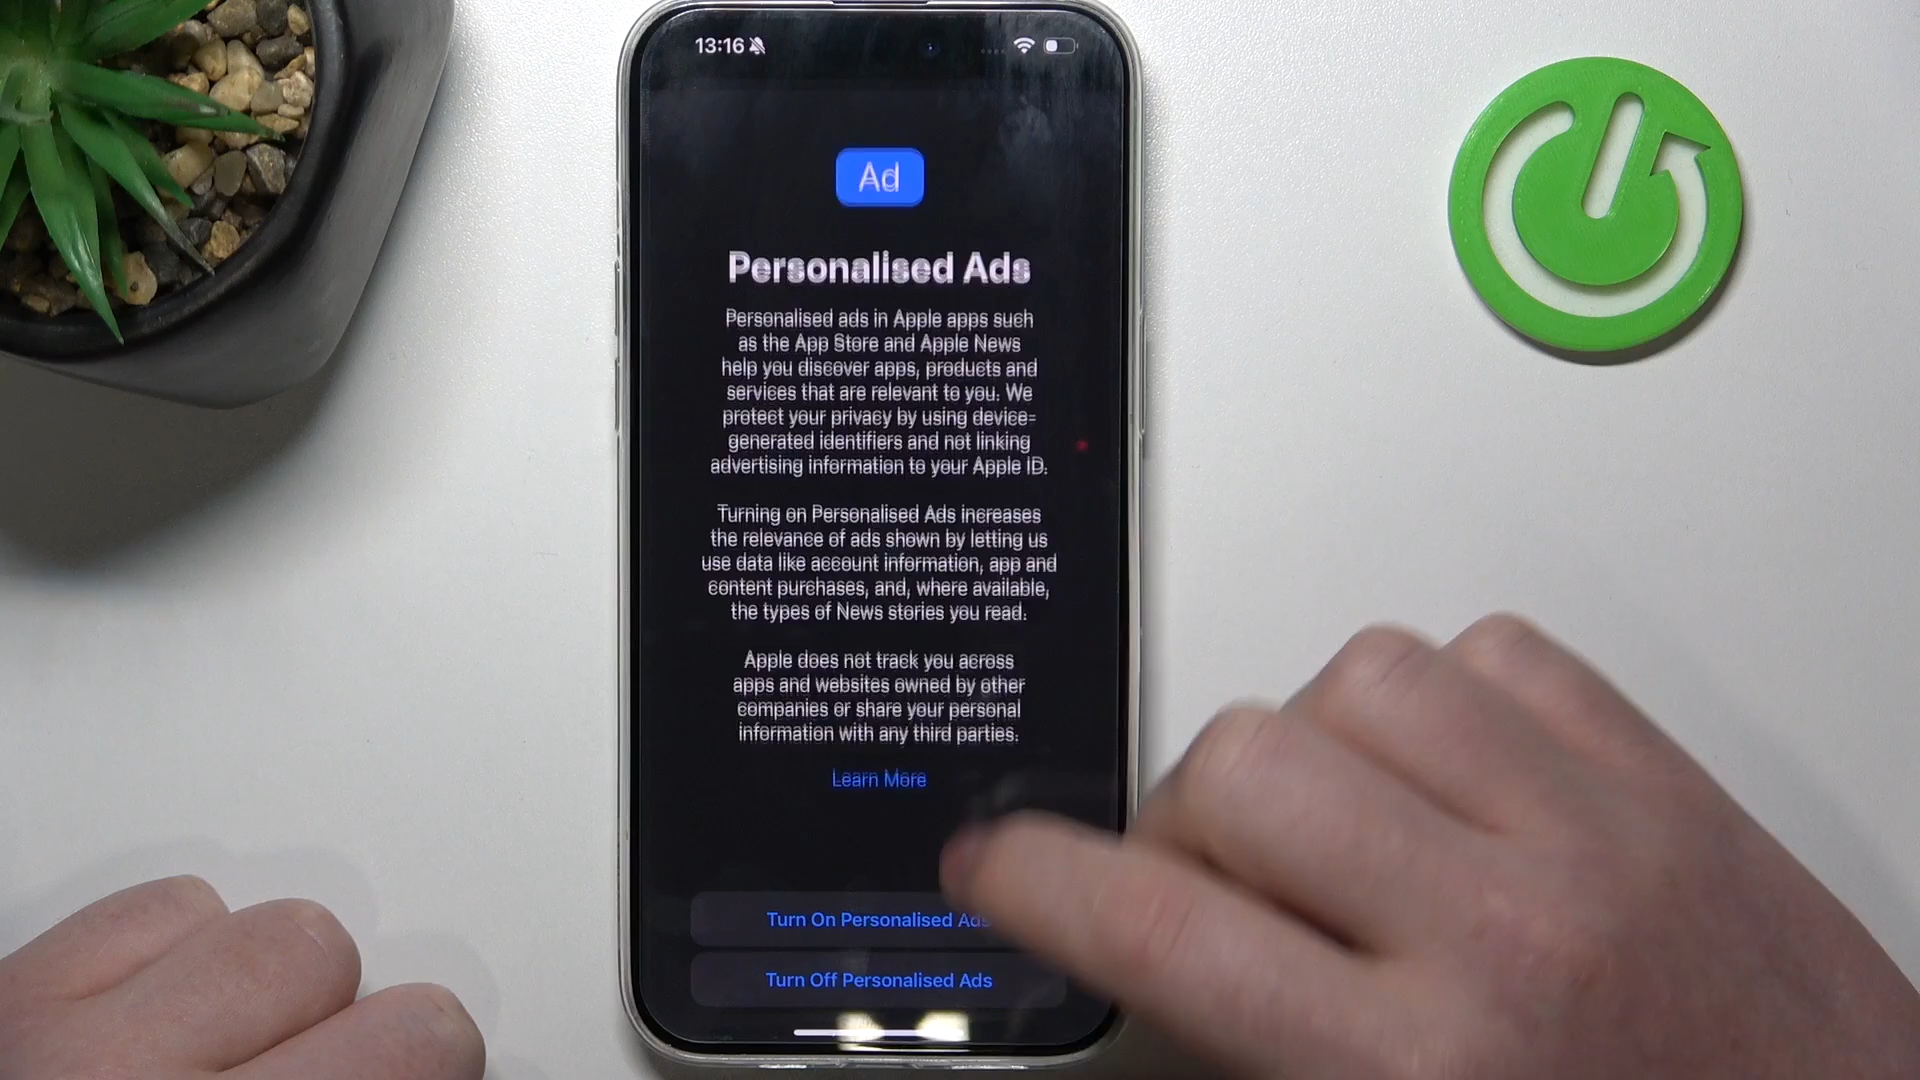 13:16
Ad
Personalised Ads
Personalised ads in Apple apps such
as the App Store and Apple News
help you discover apps, products and
services that are relevant to you. We
protect your privacy by using device-
generated identifiers and not linking
advertising information to your Apple ID.
Turning on Personalised Ads increases
the relevance of ads shown by letting us
use data like account information, app and
content purchases, and, where available,
the types of News stories you read.
Apple does not track you across
apps and websites owned by other
companies or share your personal
information with any third parties.
Learn More
Turn On Personalised Ads
Turn Off Personalised Ads